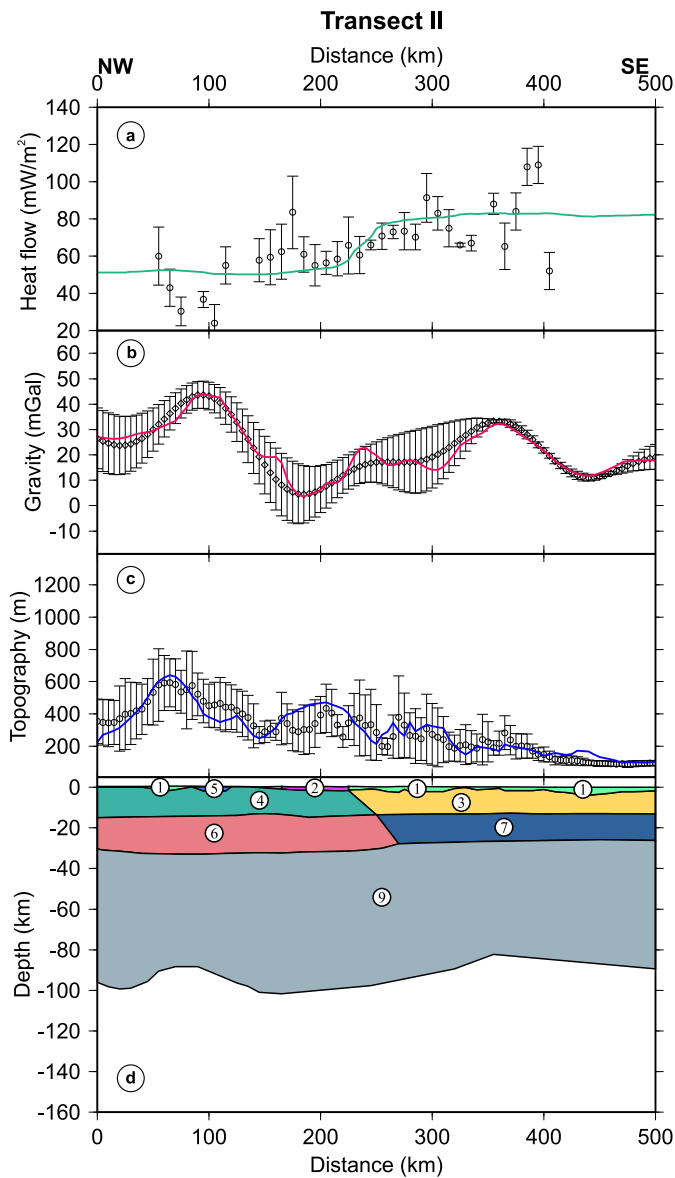 Transect II
Distance (km)
NW SE
0 100 200 300 400 500
140
120
100
80
60
40
20
Heat flow (mW/m²)
a
60
50
40
30
20
10
0
-10
Gravity (mGal)
b
1200
1000
800
600
400
200
Topography (m)
c
0
-20
-40
-60
-80
-100
-120
-140
-160
Depth (km)
1 5 2 1 1
4 3
6 7
9
d
0 100 200 300 400 500
Distance (km)